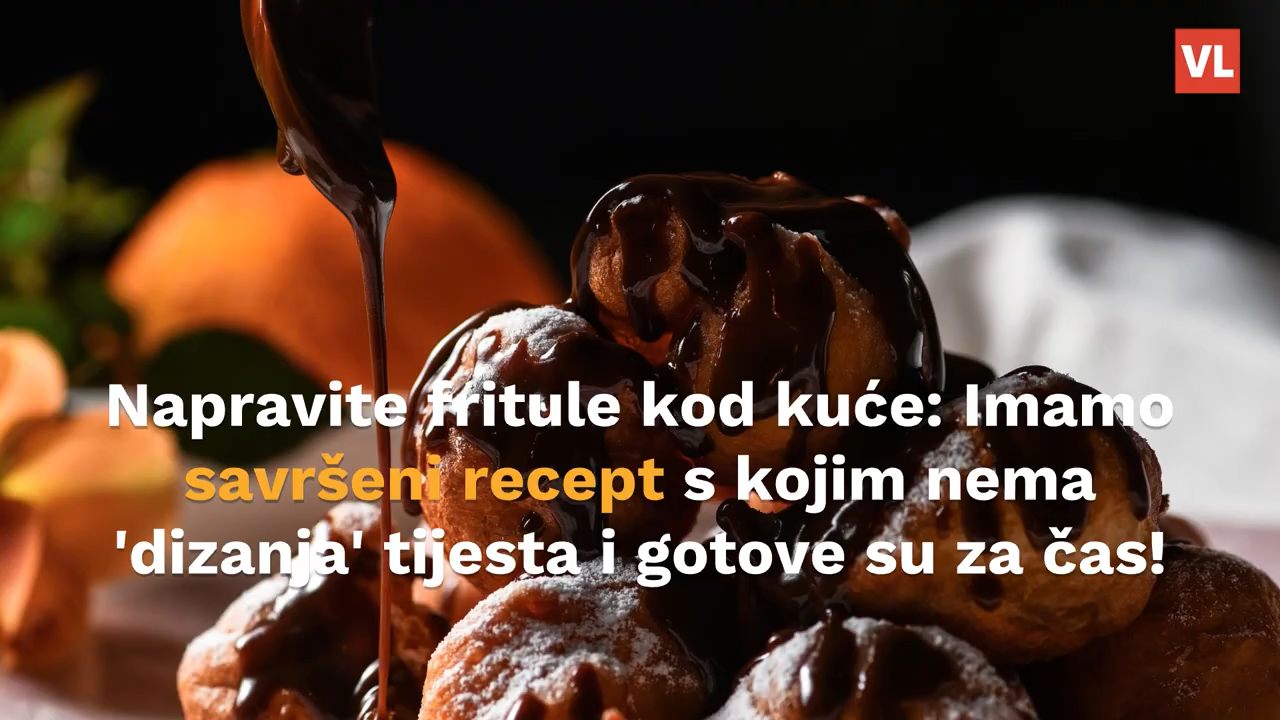 VL
Napravite fritule kod kuće: Imamo
savršeni recept s kojim nema
'dizanja' tijesta i gotove su za čas!